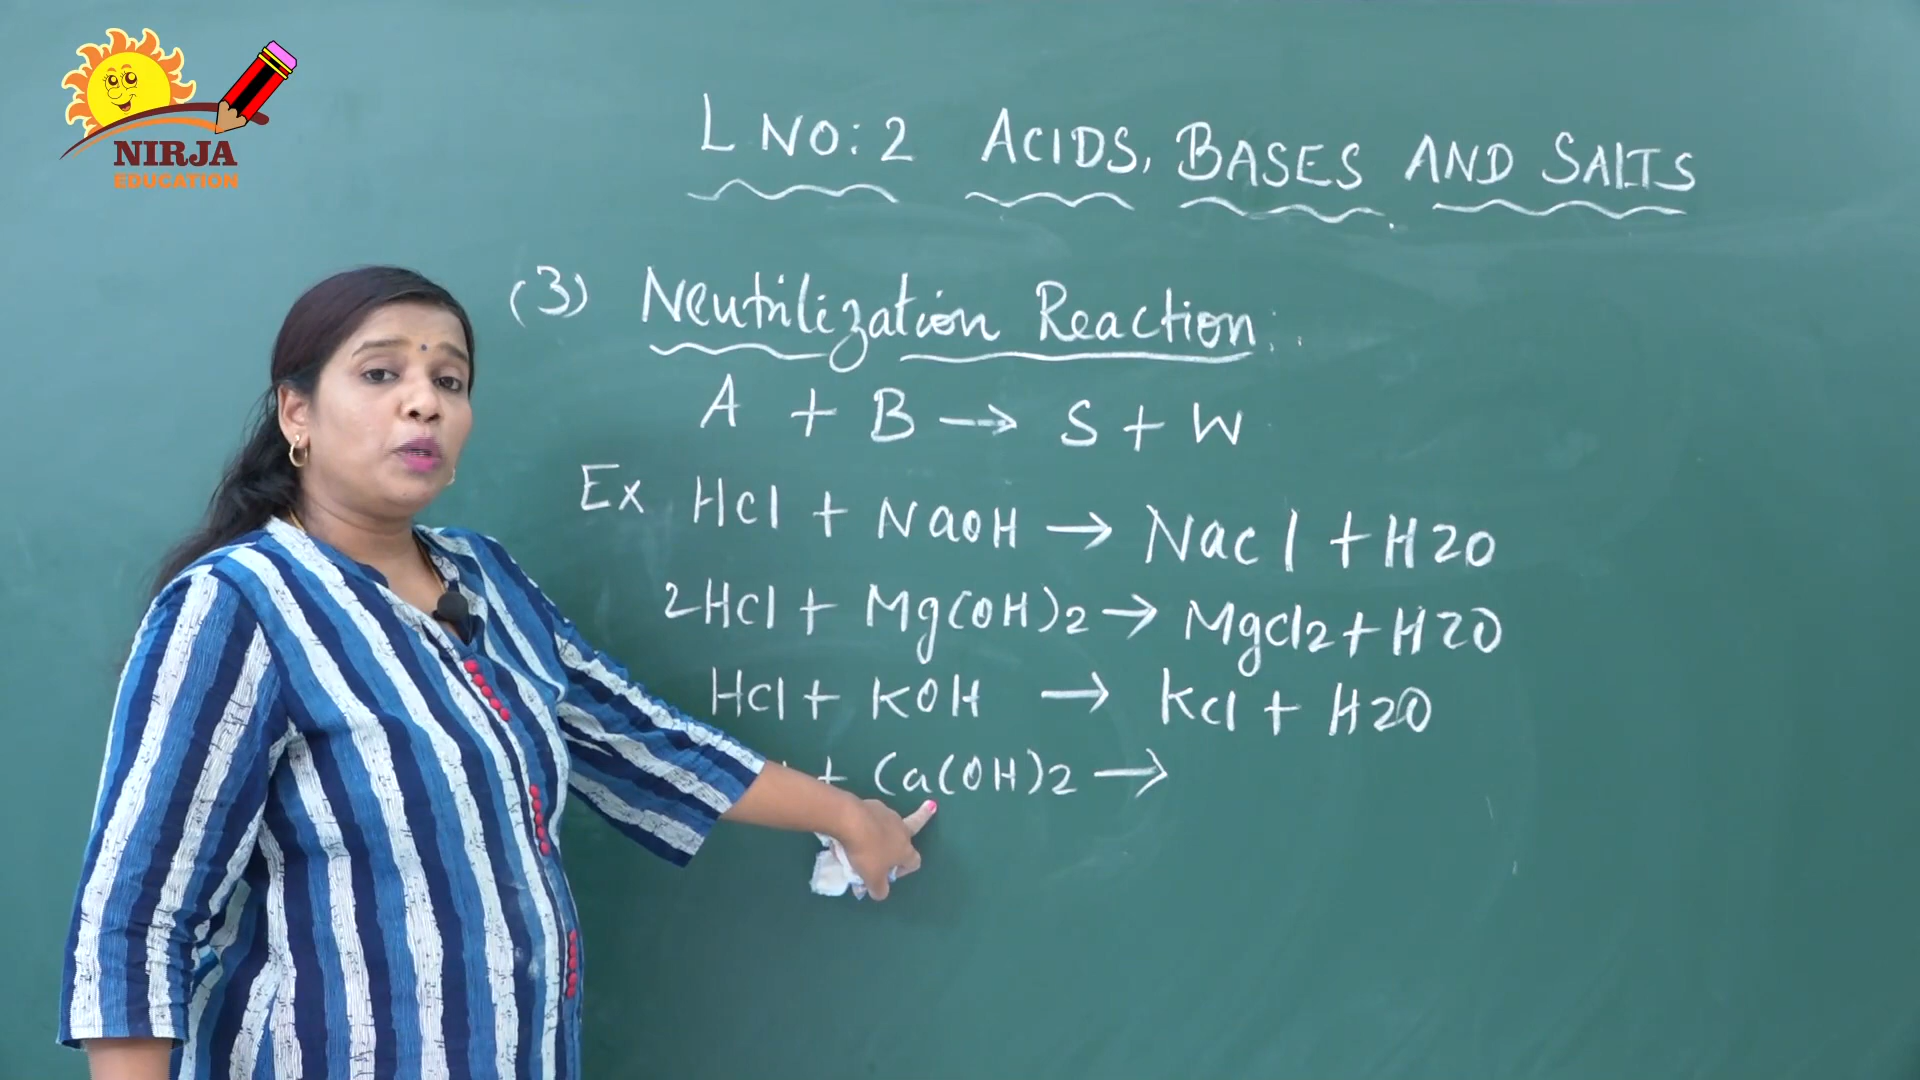 NIRJA
EDUCATION
L NO: 2 ACIDS, BASES AND SALTS
(3) Neutrilization Reaction:
A + B → S + W
Ex HCl + NaOH → NaCl + H2O
2HCl + Mg(OH)2 → MgCl2 + H2O
HCl + KOH → KCl + H2O
+ Ca(OH)2 →